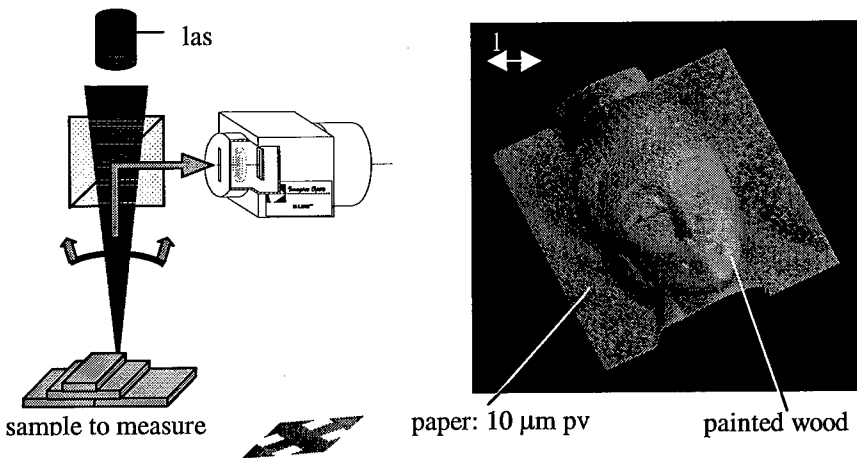 las
1
sample to measure
paper: 10 µm pv
painted wood